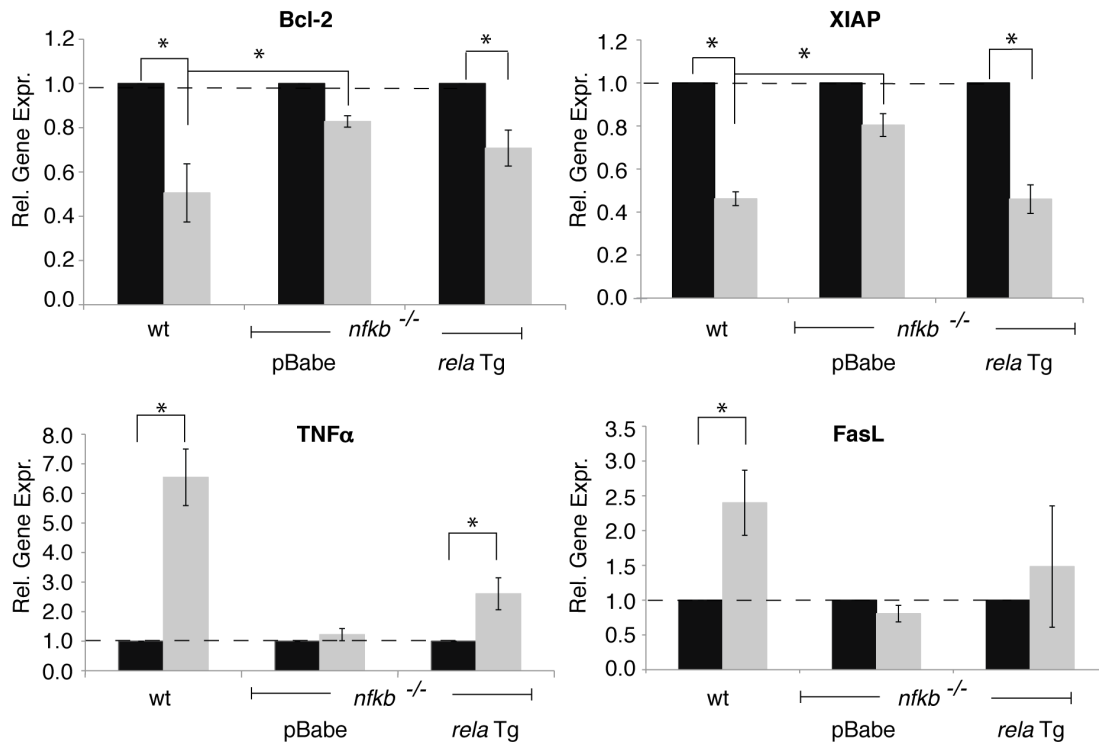 Bcl-2
Rel. Gene Expr.
1.2
1.0
0.8
0.6
0.4
0.2
0.0
*
*
*
wt
nfkb -/-
pBabe
rela Tg
XIAP
Rel. Gene Expr.
1.2
1.0
0.8
0.6
0.4
0.2
0.0
*
*
*
wt
nfkb -/-
pBabe
rela Tg
TNFα
Rel. Gene Expr.
8.0
7.0
6.0
5.0
4.0
3.0
2.0
1.0
0.0
*
*
wt
nfkb -/-
pBabe
rela Tg
FasL
Rel. Gene Expr.
3.5
3.0
2.5
2.0
1.5
1.0
0.5
0.0
*
wt
nfkb -/-
pBabe
rela Tg